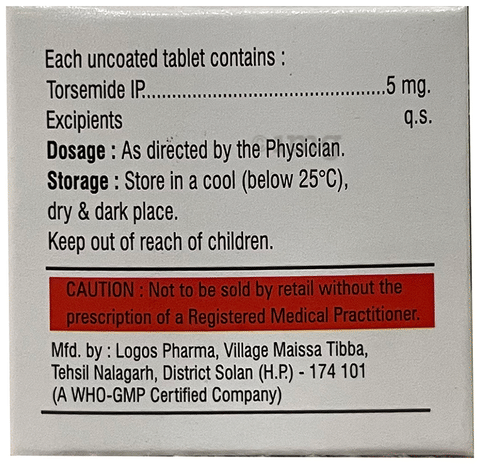 Each uncoated tablet contains :
Torsemide IP................................................5 mg.
Excipients q.s.
Dosage : As directed by the Physician.
Storage : Store in a cool (below 25°C),
dry & dark place.
Keep out of reach of children.
CAUTION : Not to be sold by retail without the
prescription of a Registered Medical Practitioner.
Mfd. by : Logos Pharma, Village Maissa Tibba,
Tehsil Nalagarh, District Solan (H.P.) - 174 101
(A WHO-GMP Certified Company)